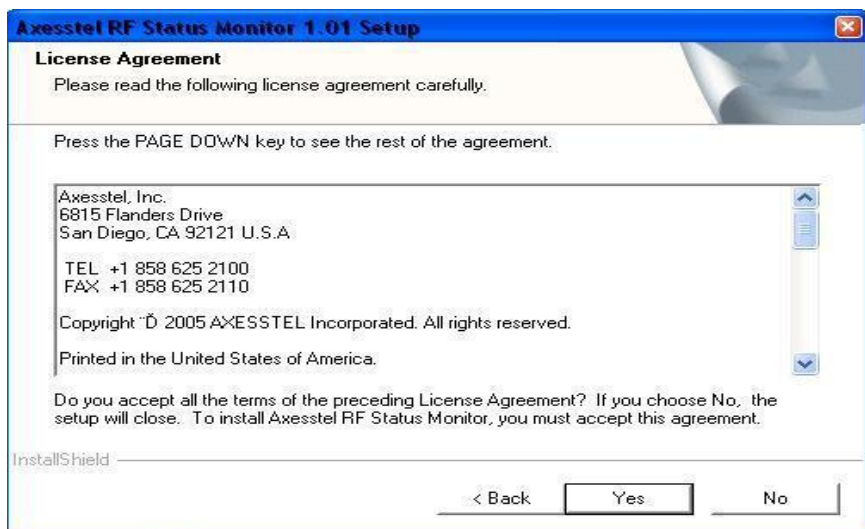 Axesstel RF Status Monitor 1.01 Setup
License Agreement
Please read the following license agreement carefully.
Press the PAGE DOWN key to see the rest of the agreement.
Axesstel, Inc.
6815 Flanders Drive
San Diego, CA 92121 U.S.A
TEL +1 858 625 2100
FAX +1 858 625 2110
Copyright ¨Ď 2005 AXESSTEL Incorporated. All rights reserved.
Printed in the United States of America.
Do you accept all the terms of the preceding License Agreement? If you choose No, the
setup will close. To install Axesstel RF Status Monitor, you must accept this agreement.
InstallShield
< Back
Yes
No